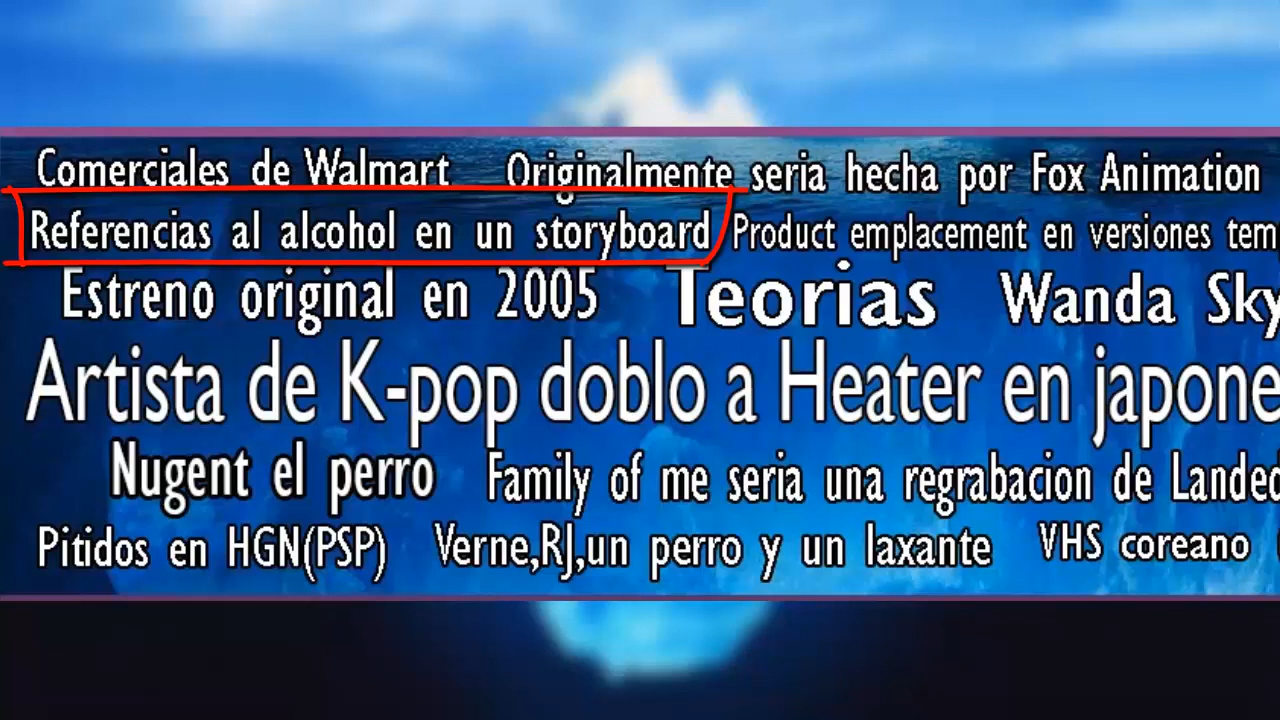 Comerciales de Walmart Originalmente seria hecha por Fox Animation
Referencias al alcohol en un storyboard Product emplacement en versiones tem
Estreno original en 2005 Teorias Wanda Sky
Artista de K-pop doblo a Heater en japone
Nugent el perro Family of me seria una regrabacion de Landed
Pitidos en HGN(PSP) Verne,RJ,un perro y un laxante VHS coreano